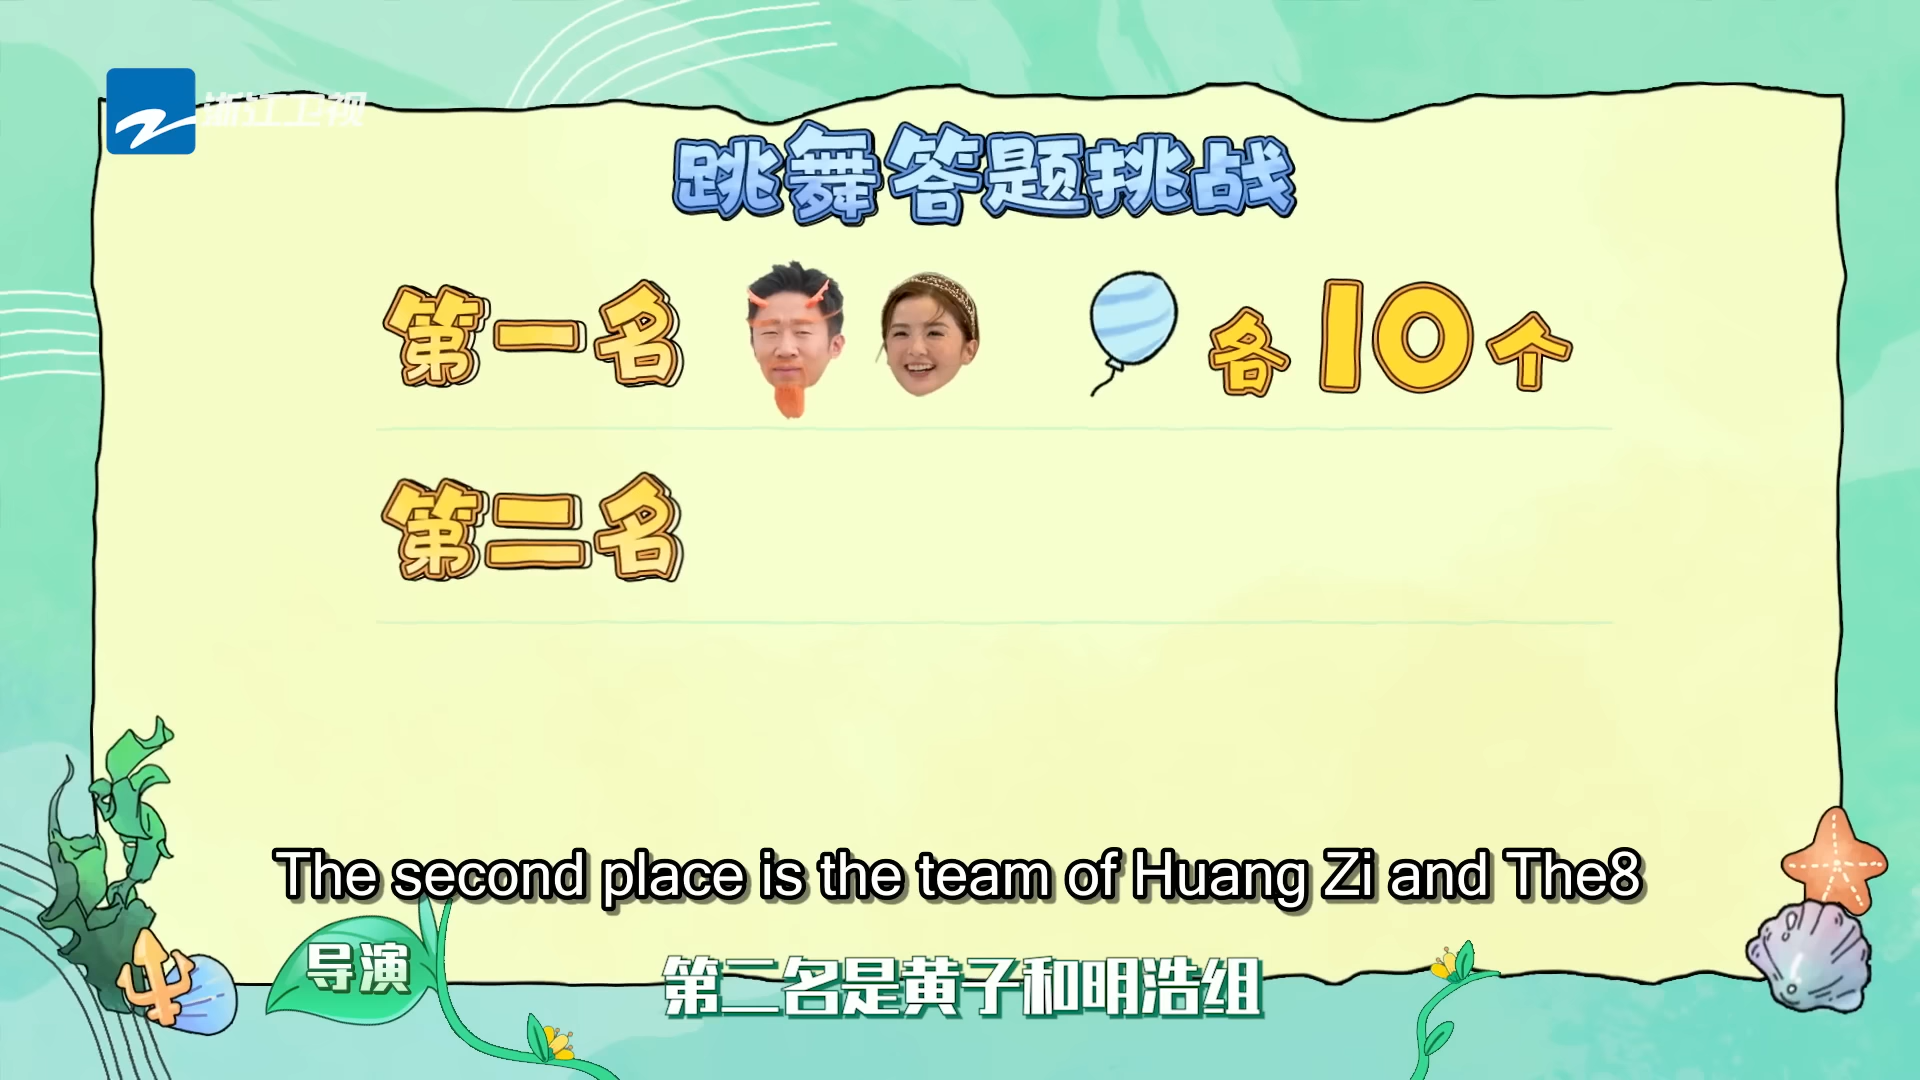 浙江卫视
跳舞答题挑战
第一名 各10个
第二名
The second place is the team of Huang Zi and The8
导演 第二名是黄子和明浩组